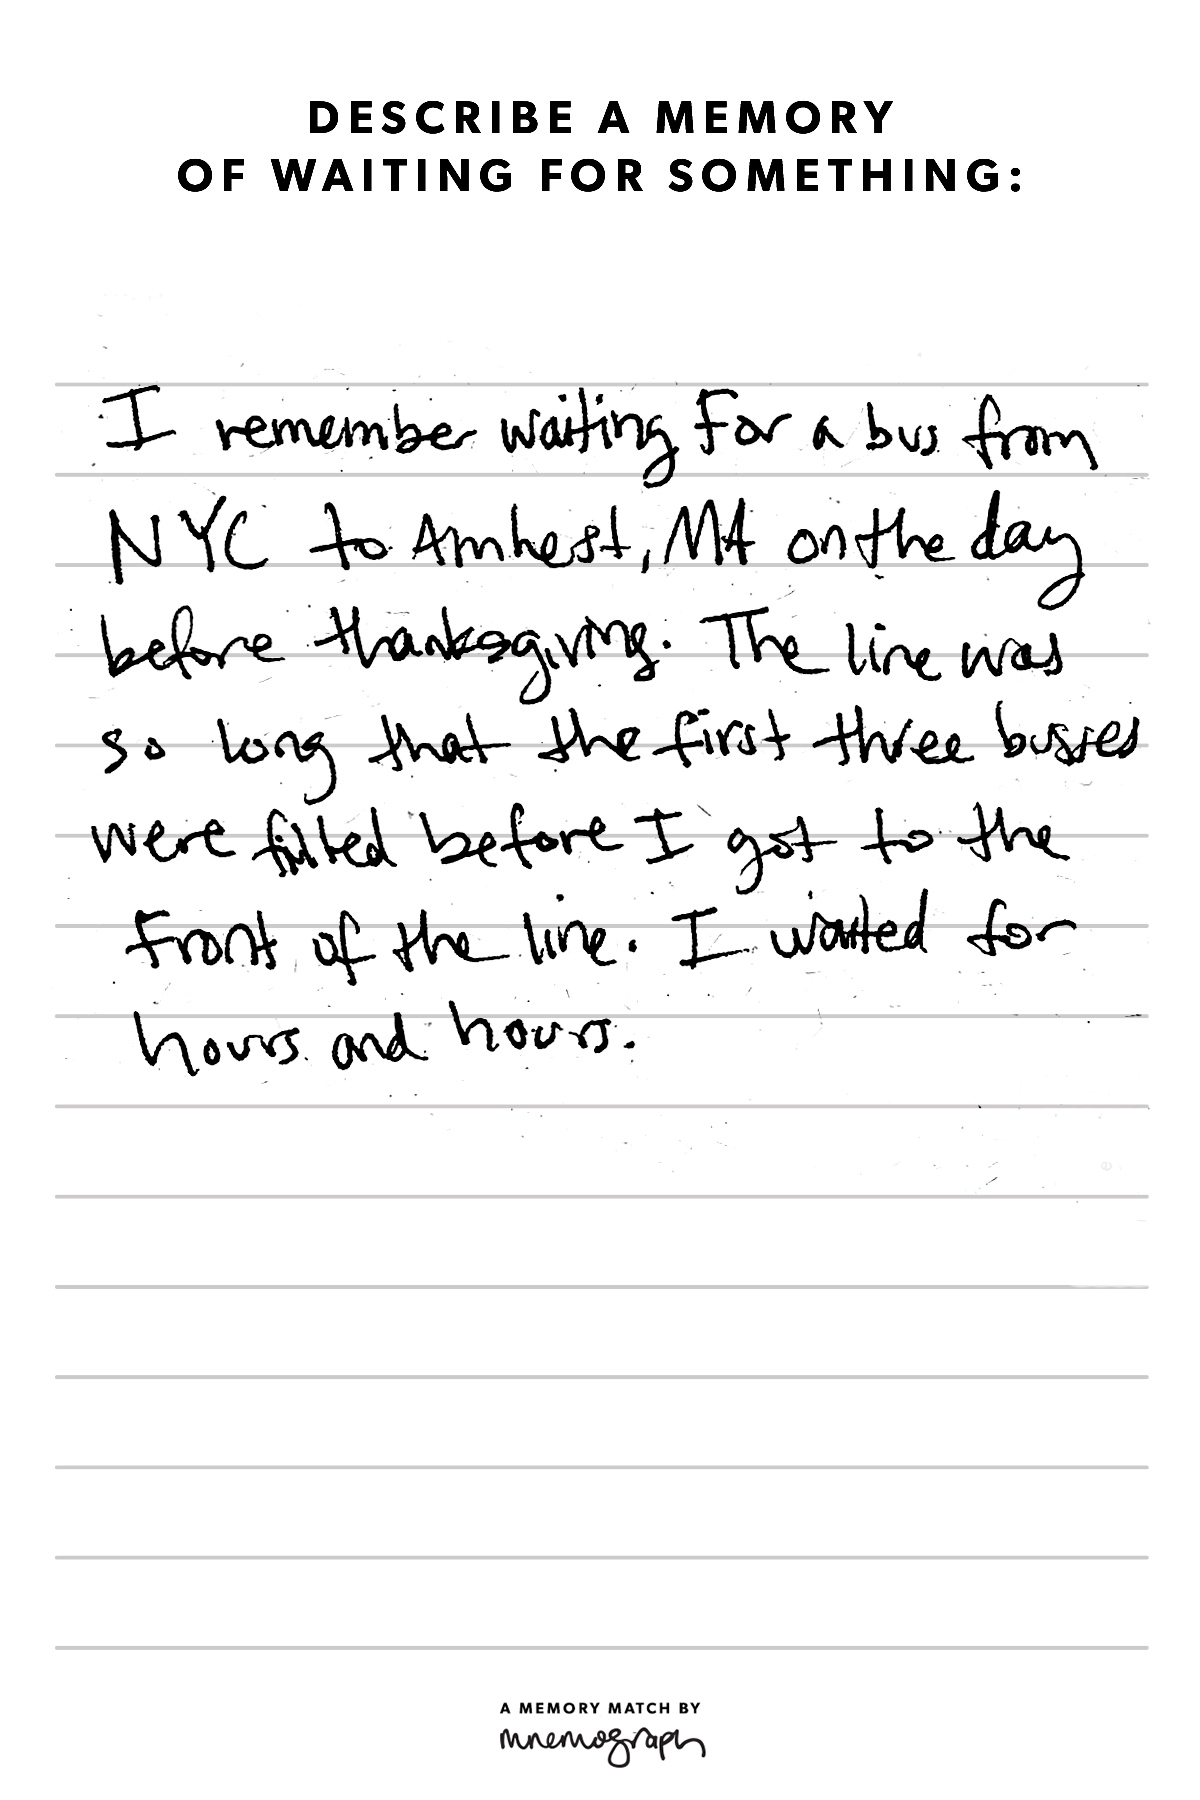 DESCRIBE A MEMORY
OF WAITING FOR SOMETHING:
I remember waiting for a bus from
NYC to Amhest, MA on the day
before thanksgiving. The line was
so long that the first three busses
were filled before I got to the
front of the line. I waited for
hours and hours.
A MEMORY MATCH BY
mnemograph